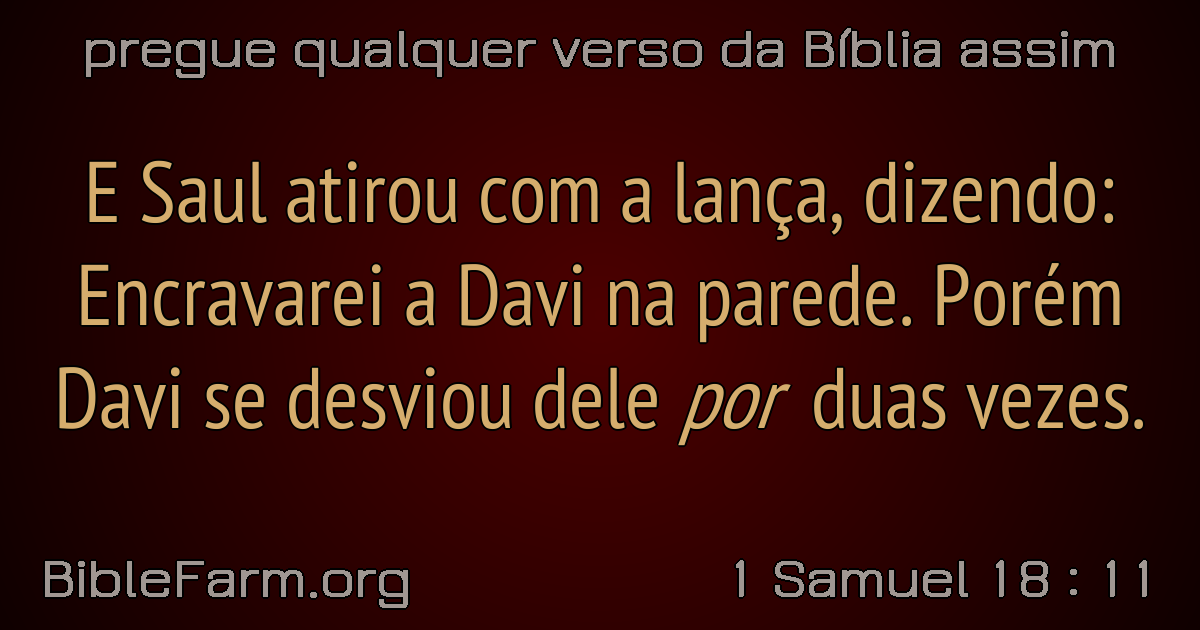 pregue qualquer verso da Bíblia assim
E Saul atirou com a lança, dizendo:
Encravarei a Davi na parede. Porém
Davi se desviou dele por duas vezes.
BibleFarm.org
1 Samuel 18 : 11